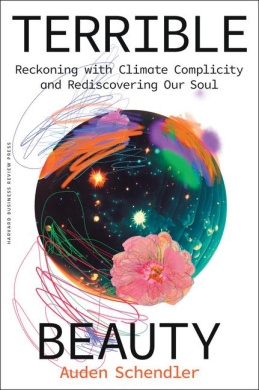 TERRIBLE
Reckoning with Climate Complicity
and Rediscovering Our Soul
HARVARD BUSINESS REVIEW PRESS
BEAUTY
Auden Schendler